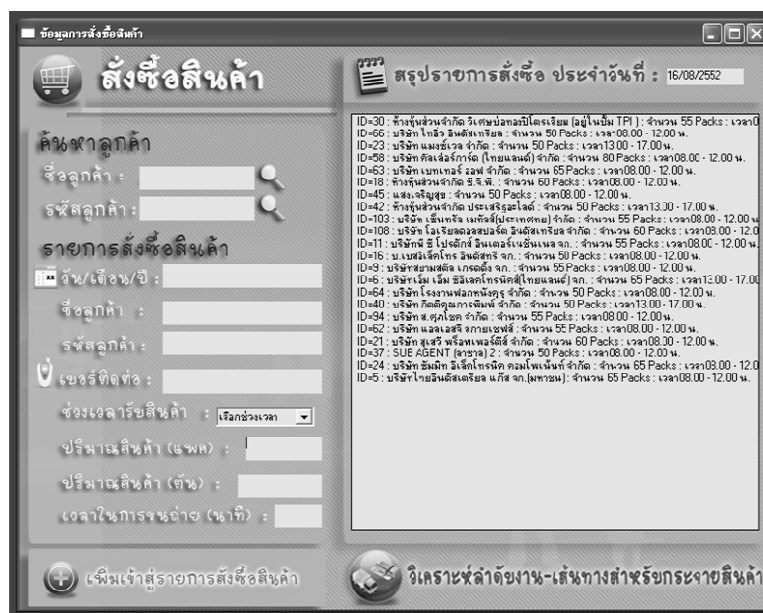 ข้อมูลการสั่งซื้อสินค้า
สั่งซื้อสินค้า
ค้นหาลูกค้า
ชื่อลูกค้า :
รหัสลูกค้า :
รายการสั่งซื้อสินค้า
วัน/เดือน/ปี :
ชื่อลูกค้า :
รหัสลูกค้า :
เบอร์ติดต่อ :
ช่วงเวลารับสินค้า : เลือกช่วงเวลา
ปริมาณสินค้า (แพค) :
ปริมาณสินค้า (ตัน) :
เวลาในการขนถ่าย (นาที) :
เพิ่มเข้าสู่รายการสั่งซื้อสินค้า
สรุปรายการสั่งซื้อ ประจำวันที่ : 16/08/2552
ID=30 : ห้างหุ้นส่วนจำกัด วิเศษบ่อทองปิโตรเรียม (อยู่ในปั้ม TPI ) : จำนวน 55 Packs : เวลา0
ID=66 : บริษัท ไทลิ่ว อินดัสเทรียล : จำนวน 50 Packs : เวลา08.00 - 12.00 น.
ID=23 : บริษัท แมงซ์เวล จำกัด : จำนวน 50 Packs : เวลา13.00 - 17.00 น.
ID=58 : บริษัท คัลเล่อร์การ์ด (ไทยแลนด์) จำกัด : จำนวน 80 Packs : เวลา08.00 - 12.00 น.
ID=63 : บริษัท เบทเทอร์ ออฟ จำกัด : จำนวน 65 Packs : เวลา08.00 - 12.00 น.
ID=18 : ห้างหุ้นส่วนจำกัด ซี.จี.พี. : จำนวน 60 Packs : เวลา08.00 - 12.00 น.
ID=45 : แสงเจริญสุข : จำนวน 50 Packs : เวลา08.00 - 12.00 น.
ID=42 : ห้างหุ้นส่วนจำกัด ประเสริฐอะไลต์ : จำนวน 50 Packs : เวลา13.00 - 17.00 น.
ID=103 : บริษัท เซ็นทรัล เมทัลส์(ประเทศไทย) จำกัด : จำนวน 55 Packs : เวลา08.00 - 12.00 น
ID=108 : บริษัท โอเรียลดอลสปอร์ต อินดัสเทรียล จำกัด : จำนวน 60 Packs : เวลา08.00 - 12.0
ID=11 : บริษัทพี ซี โปรดักส์ อินเตอร์เนชั่นเนล จก. : จำนวน 55 Packs : เวลา08.00 - 12.00 น.
ID=16 : บ.เบสอิเล็คโทร อินดัสทรี จก. : จำนวน 50 Packs : เวลา08.00 - 12.00 น.
ID=9 : บริษัทสยามสตีล เกรดดิ้ง จก. : จำนวน 55 Packs : เวลา08.00 - 12.00 น.
ID=6 : บริษัทเอ็ม เอ็ม ซีอิเลคโทรนิคส์(ไทยแลนด์) จก. : จำนวน 65 Packs : เวลา13.00 - 17.00
ID=64 : บริษัท โรงงานฟอกหนังคุรุ จำกัด : จำนวน 50 Packs : เวลา08.00 - 12.00 น.
ID=40 : บริษัท กิตติคุณการพิมพ์ จำกัด : จำนวน 50 Packs : เวลา13.00 - 17.00 น.
ID=94 : บริษัท ส.ศุภโชค จำกัด : จำนวน 55 Packs : เวลา08.00 - 12.00 น.
ID=62 : บริษัท แอลเอสจี สกายเชฟส์ : จำนวน 55 Packs : เวลา08.00 - 12.00 น.
ID=21 : บริษัท สุเสวี พร็อพเพอร์ตีส์ จำกัด : จำนวน 60 Packs : เวลา08.00 - 12.00 น.
ID=37 : SUE AGENT (อาซาอิ) 2 : จำนวน 50 Packs : เวลา08.00 - 12.00 น.
ID=24 : บริษัท ซัมมิท อิเล็กโทรนิค คอมโพเน้นท์ จำกัด : จำนวน 65 Packs : เวลา08.00 - 12.0
ID=5 : บริษัทไทยอินดัสเตรียล แก๊ส จก.(มหาชน) : จำนวน 65 Packs : เวลา08.00 - 12.00 น.
วิเคราะห์ลำดับงาน-เส้นทางสำหรับกระจายสินค้า